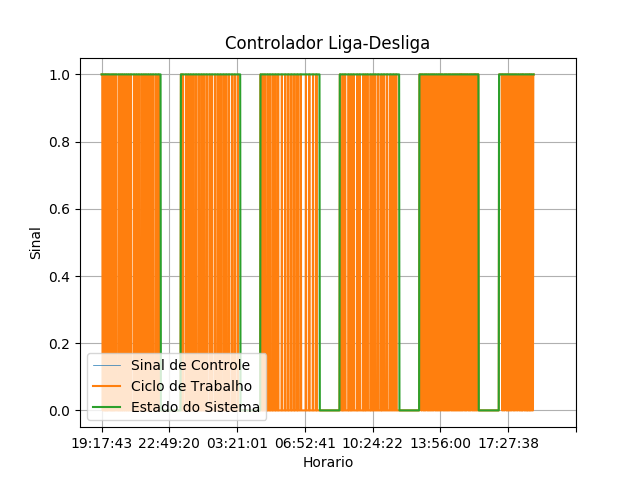 Controlador Liga-Desliga
1.0
0.8
0.6
0.4
0.2
0.0
Sinal
Sinal de Controle
Ciclo de Trabalho
Estado do Sistema
19:17:43 22:49:20 03:21:01 06:52:41 10:24:22 13:56:00 17:27:38
Horario